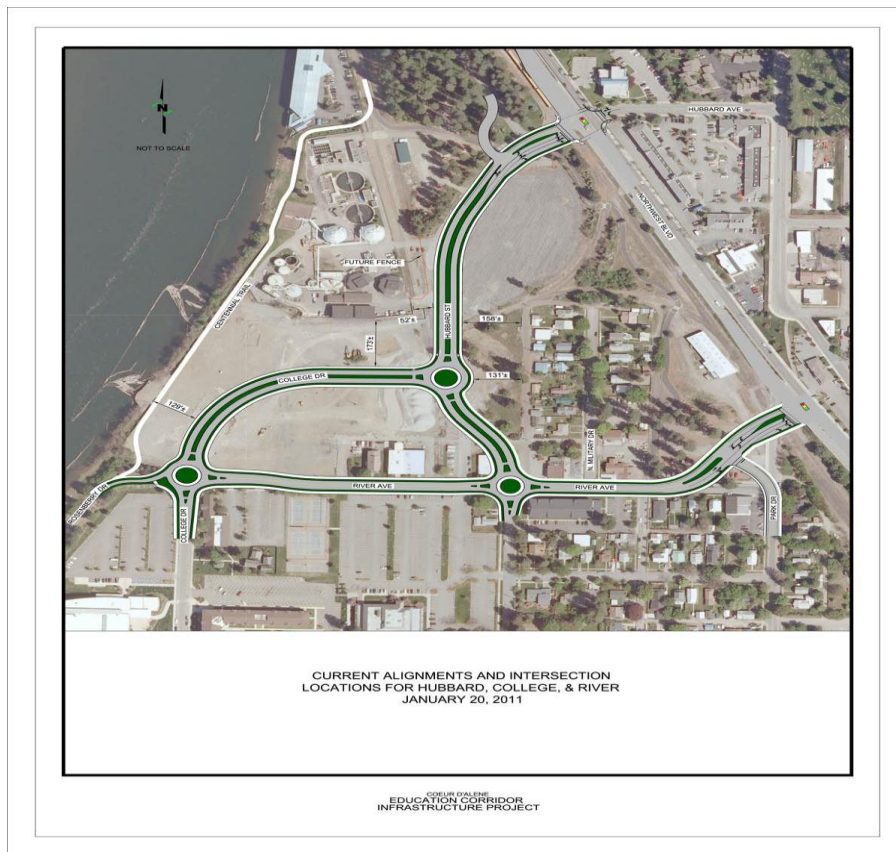 HUBBARD AVE
N
NOT TO SCALE
NORTHWEST BLVD
FUTURE FENCE
CENTENNIAL TRAIL
HUBBARD ST
52'±
158'±
173'±
COLLEGE DR
131'±
129'±
N. MILITARY DR
RIVER AVE
RIVER AVE
ROSENBERRY DR
COLLEGE DR
PARK DR
CURRENT ALIGNMENTS AND INTERSECTION
LOCATIONS FOR HUBBARD, COLLEGE, & RIVER
JANUARY 20, 2011
COEUR D'ALENE
EDUCATION CORRIDOR
INFRASTRUCTURE PROJECT